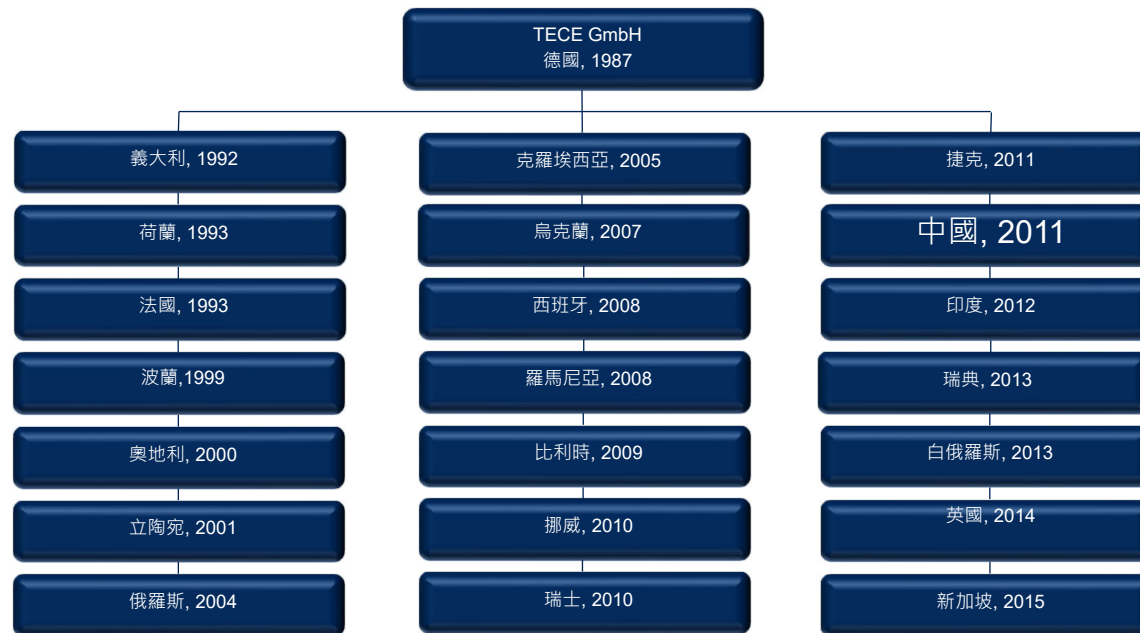 TECE GmbH
德國, 1987
義大利, 1992
荷蘭, 1993
法國, 1993
波蘭,1999
奧地利, 2000
立陶宛, 2001
俄羅斯, 2004
克羅埃西亞, 2005
烏克蘭, 2007
西班牙, 2008
羅馬尼亞, 2008
比利時, 2009
挪威, 2010
瑞士, 2010
捷克, 2011
中國, 2011
印度, 2012
瑞典, 2013
白俄羅斯, 2013
英國, 2014
新加坡, 2015